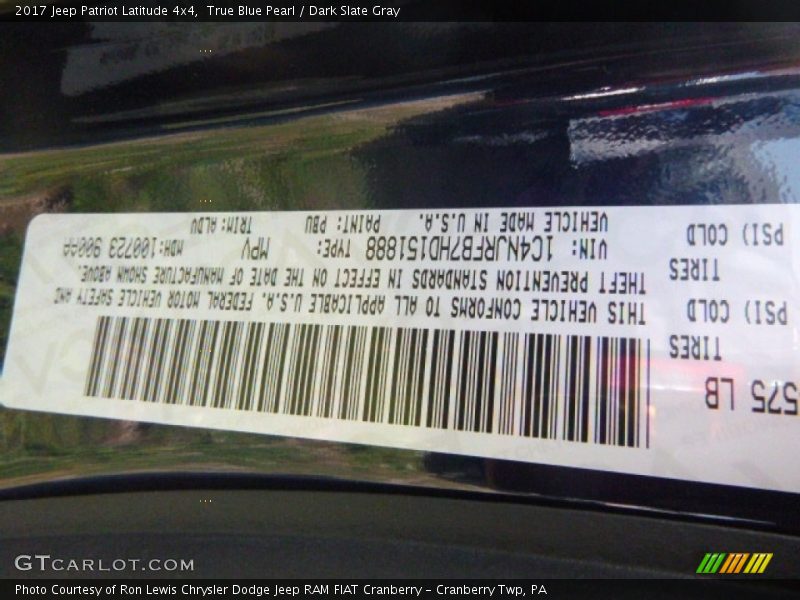 2017 Jeep Patriot Latitude 4x4,  True Blue Pearl / Dark Slate Gray
575 LB
TIRES
PSI) COLD
TIRES
PSI) COLD
THIS VEHICLE CONFORMS TO ALL APPLICABLE U.S.A. FEDERAL MOTOR VEHICLE SAFETY AND
THEFT PREVENTION STANDARDS IN EFFECT ON THE DATE OF MANUFACTURE SHOWN ABOVE.
VIN: 1C4NJRFB7HD151888 TYPE: MPV MDH:100723 900AA
VEHICLE MADE IN U.S.A. PAINT: PBU TRIM: ALDV
GTCARLOT.COM
Photo Courtesy of Ron Lewis Chrysler Dodge Jeep RAM FIAT Cranberry – Cranberry Twp, PA